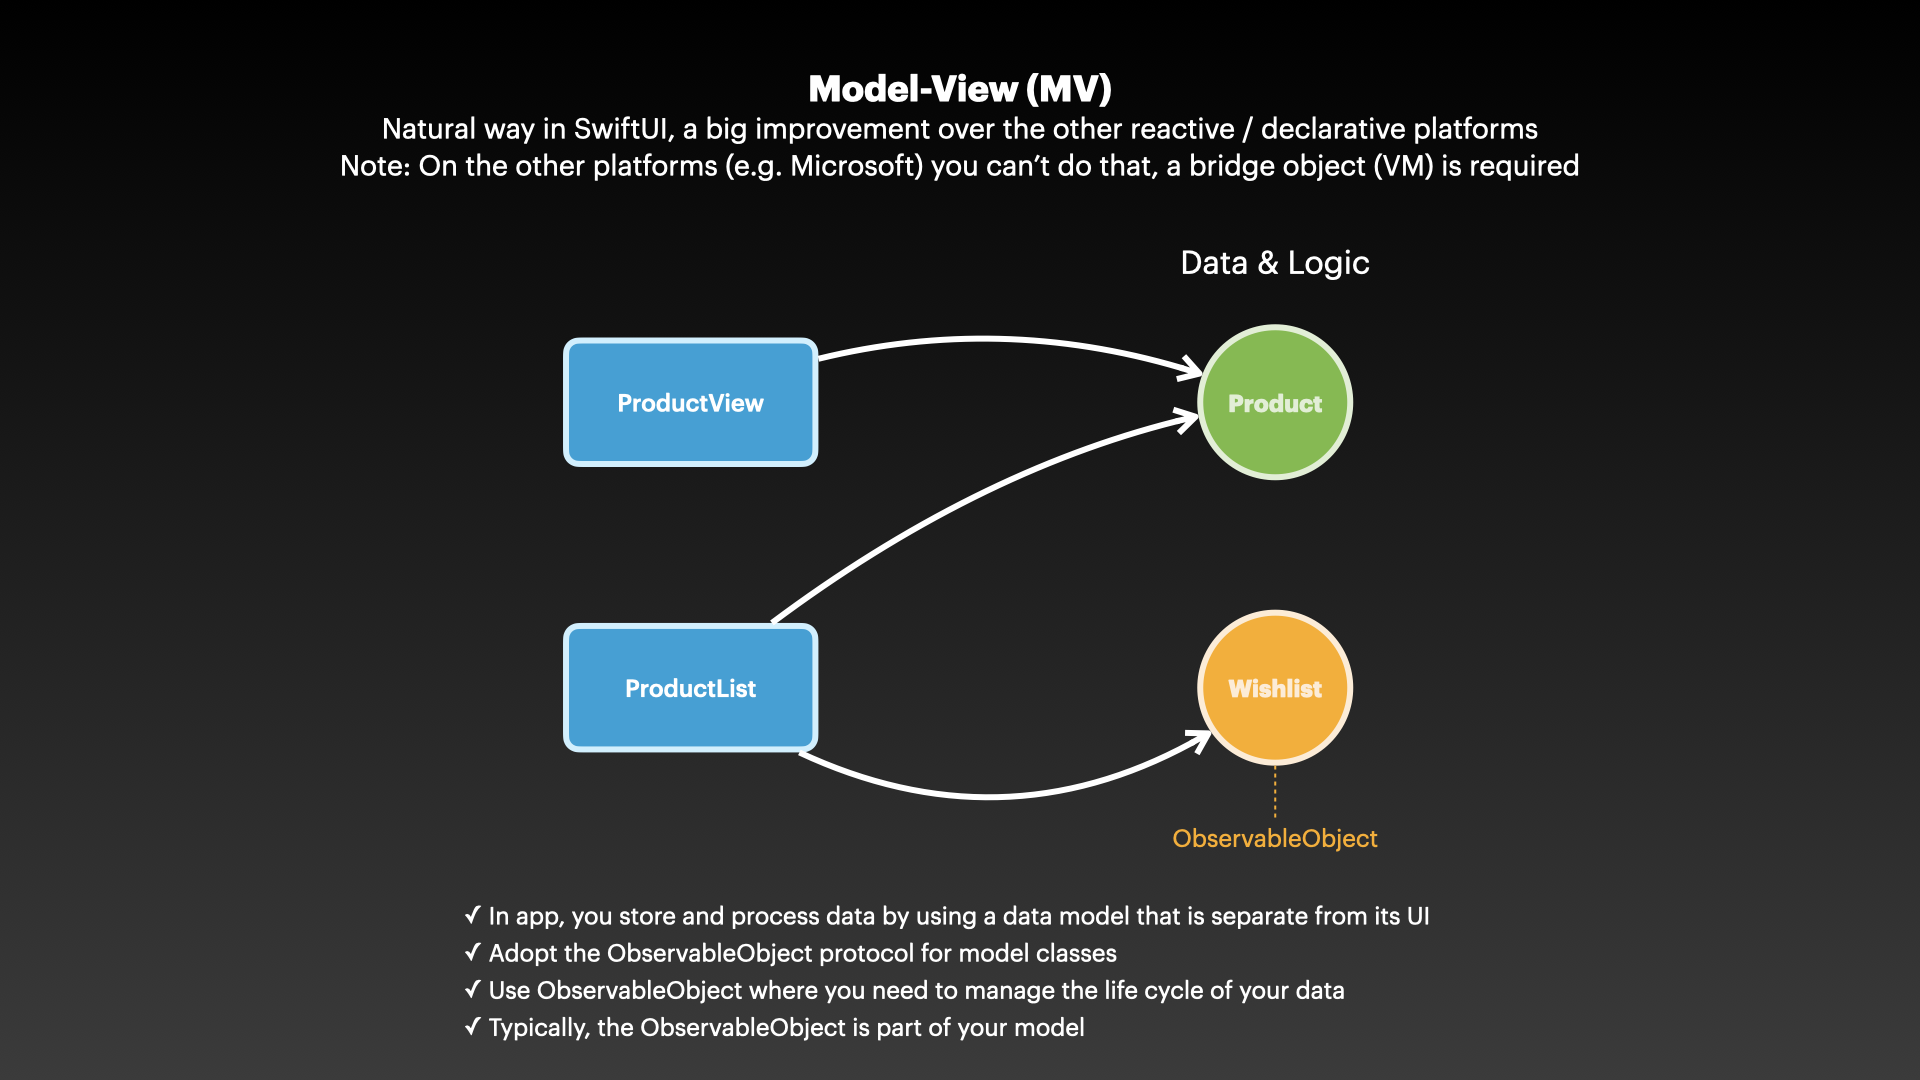 Model-View (MV)
Natural way in SwiftUI, a big improvement over the other reactive / declarative platforms
Note: On the other platforms (e.g. Microsoft) you can’t do that, a bridge object (VM) is required
Data & Logic
ProductView
Product
ProductList
Wishlist
ObservableObject
✓ In app, you store and process data by using a data model that is separate from its UI
✓ Adopt the ObservableObject protocol for model classes
✓ Use ObservableObject where you need to manage the life cycle of your data
✓ Typically, the ObservableObject is part of your model